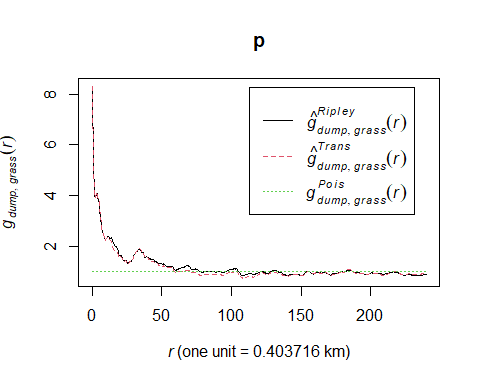 p
g dump, grass(r)
8
6
4
2
ĝ Ripley dump, grass(r)
ĝ Trans dump, grass(r)
g Pois dump, grass(r)
0 50 100 150 200
r (one unit = 0.403716 km)